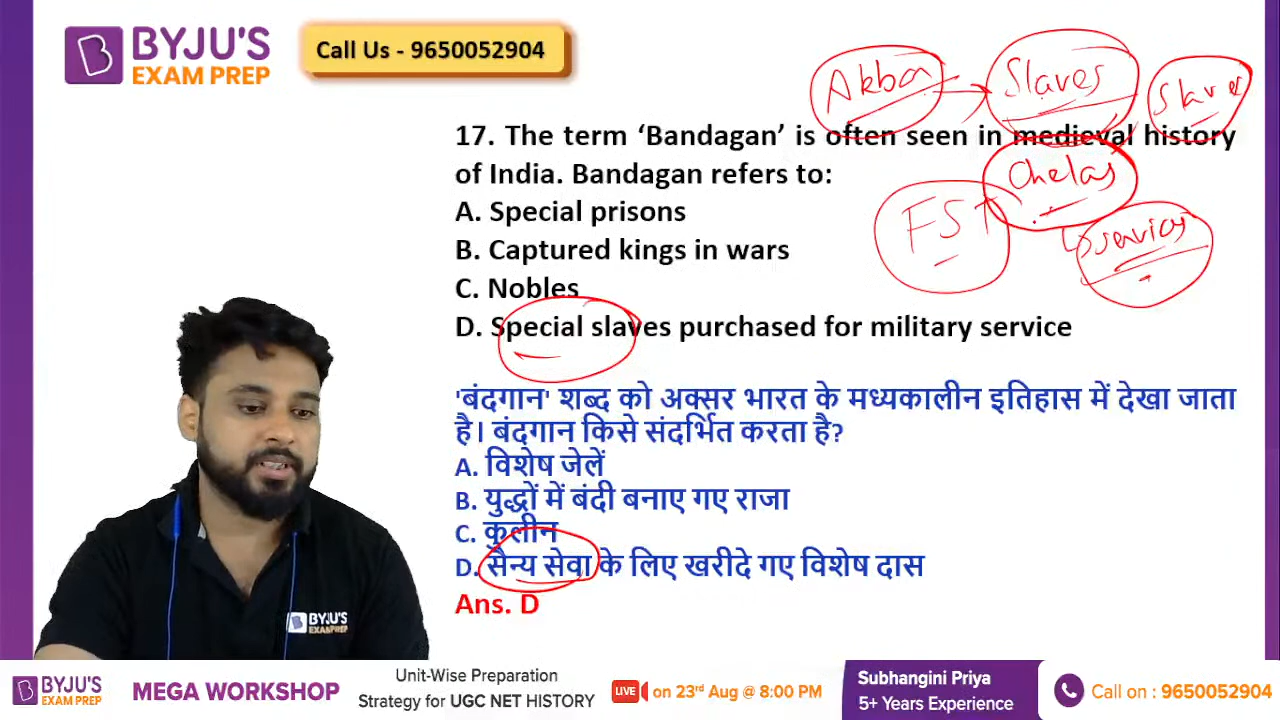 BYJU'S
EXAM PREP
Call Us - 9650052904
Akbar
Slaves
Slaves
17. The term ‘Bandagan’ is often seen in medieval history
of India. Bandagan refers to:
Chelas
A. Special prisons
FST
services
B. Captured kings in wars
C. Nobles
D. Special slaves purchased for military service
'बंदगान' शब्द को अक्सर भारत के मध्यकालीन इतिहास में देखा जाता
है। बंदगान किसे संदर्भित करता है?
A. विशेष जेलें
B. युद्धों में बंदी बनाए गए राजा
C. कुलीन
D. सैन्य सेवा के लिए खरीदे गए विशेष दास
Ans. D
BYJU'S
EXAM PREP
BYJU'S
EXAM PREP
MEGA WORKSHOP
Unit-Wise Preparation
Strategy for UGC NET HISTORY
LIVE
on 23rd Aug @ 8:00 PM
Subhangini Priya
5+ Years Experience
Call on : 9650052904